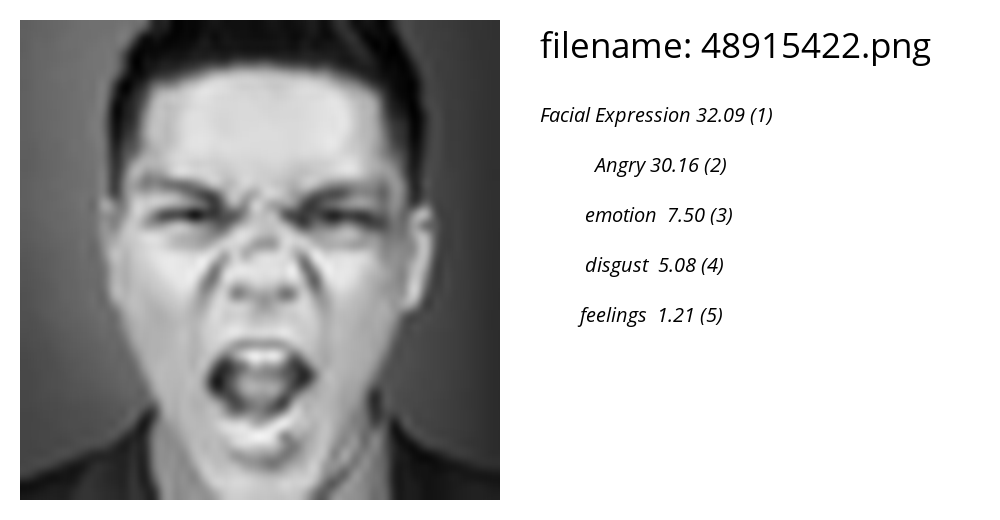 filename: 48915422.png
Facial Expression 32.09 (1)
Angry 30.16 (2)
emotion 7.50 (3)
disgust 5.08 (4)
feelings 1.21 (5)